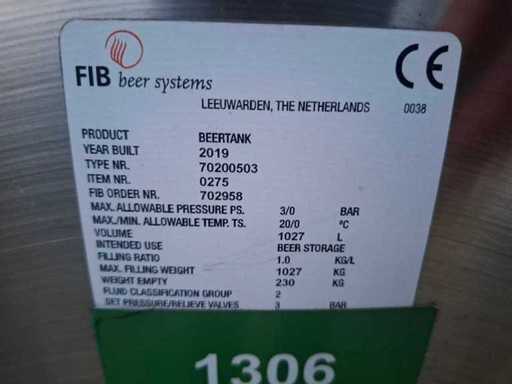 FIB beer systems
CE
LEEUWARDEN, THE NETHERLANDS 0038
PRODUCT BEERTANK
YEAR BUILT 2019
TYPE NR. 70200503
ITEM NO. 0275
FIB ORDER NR. 702958
MAX. ALLOWABLE PRESSURE PS. 3/0 BAR
MAX./MIN. ALLOWABLE TEMP. TS. 20/0 °C
VOLUME 1027 L
INTENDED USE BEER STORAGE
FILLING RATIO 1.0 KG/L
MAX. FILLING WEIGHT 1027 KG
WEIGHT EMPTY 230 KG
FLUID CLASSIFICATION GROUP 2
SET PRESSURE/RELIEVE VALVES 3 BAR
1306